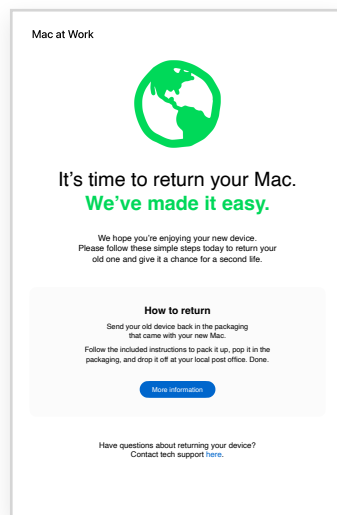 Mac at Work
It’s time to return your Mac.
We’ve made it easy.
We hope you’re enjoying your new device.
Please follow these simple steps today to return your
old one and give it a chance for a second life.
How to return
Send your old device back in the packaging
that came with your new Mac.
Follow the included instructions to pack it up, pop it in the
packaging, and drop it off at your local post office. Done.
More information
Have questions about returning your device?
Contact tech support here.